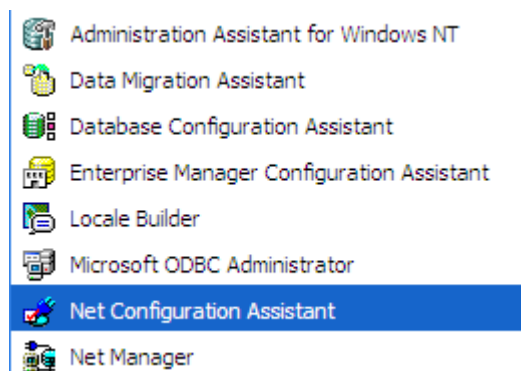 Administration Assistant for Windows NT
Data Migration Assistant
Database Configuration Assistant
Enterprise Manager Configuration Assistant
Locale Builder
Microsoft ODBC Administrator
Net Configuration Assistant
Net Manager